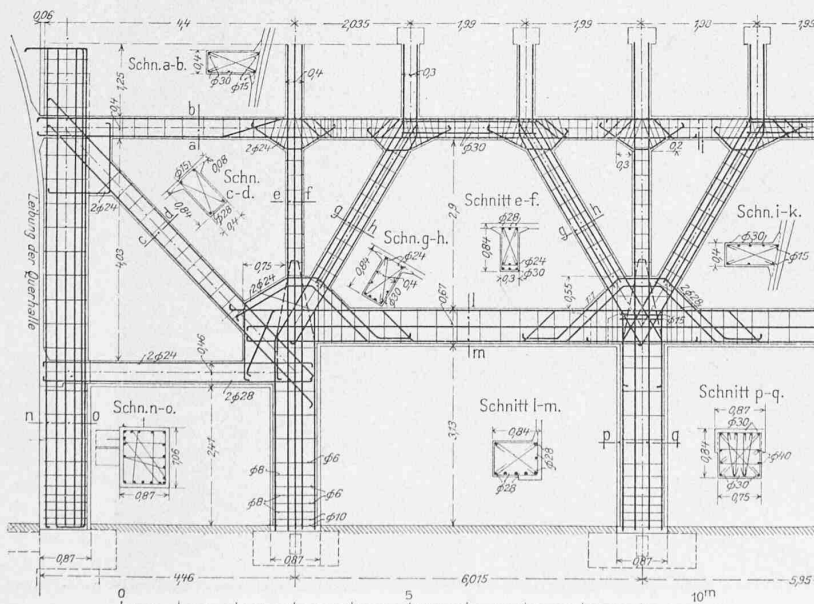 0,06
4,4
2,035
1,99
1,99
1,90
1,95
1,25
Schn.a-b.
0,4
ϕ30
ϕ15
0,4
0,3
0,4
b
a
2ϕ24
ϕ30
i
0,3
0,2
Leibung der Querhalle
2ϕ24
4,03
ϕ15
0,08
Schn.
c-d.
0,84
ϕ28
0,4
d
c
e
f
g
h
2,9
Schnitt e-f.
ϕ28
0,84
ϕ24
0,3
ϕ30
Schn.g-h.
ϕ24
0,84
0,4
ϕ30
g
h
Schn.i-k.
ϕ30
0,4
ϕ15
0,75
2ϕ24
0,67
l
0,55
2ϕ28
ϕ15
m
2ϕ24
0,46
2ϕ28
n
o
Schn.n-o.
1,06
0,87
2,41
ϕ8
ϕ6
ϕ8
ϕ6
ϕ10
3,13
Schnitt l-m.
0,84
ϕ28
ϕ28
p
q
Schnitt p-q.
0,87
ϕ30
0,84
ϕ40
ϕ30
0,75
0,87
0,87
0,87
4,46
6,015
5,95
0
5
10m